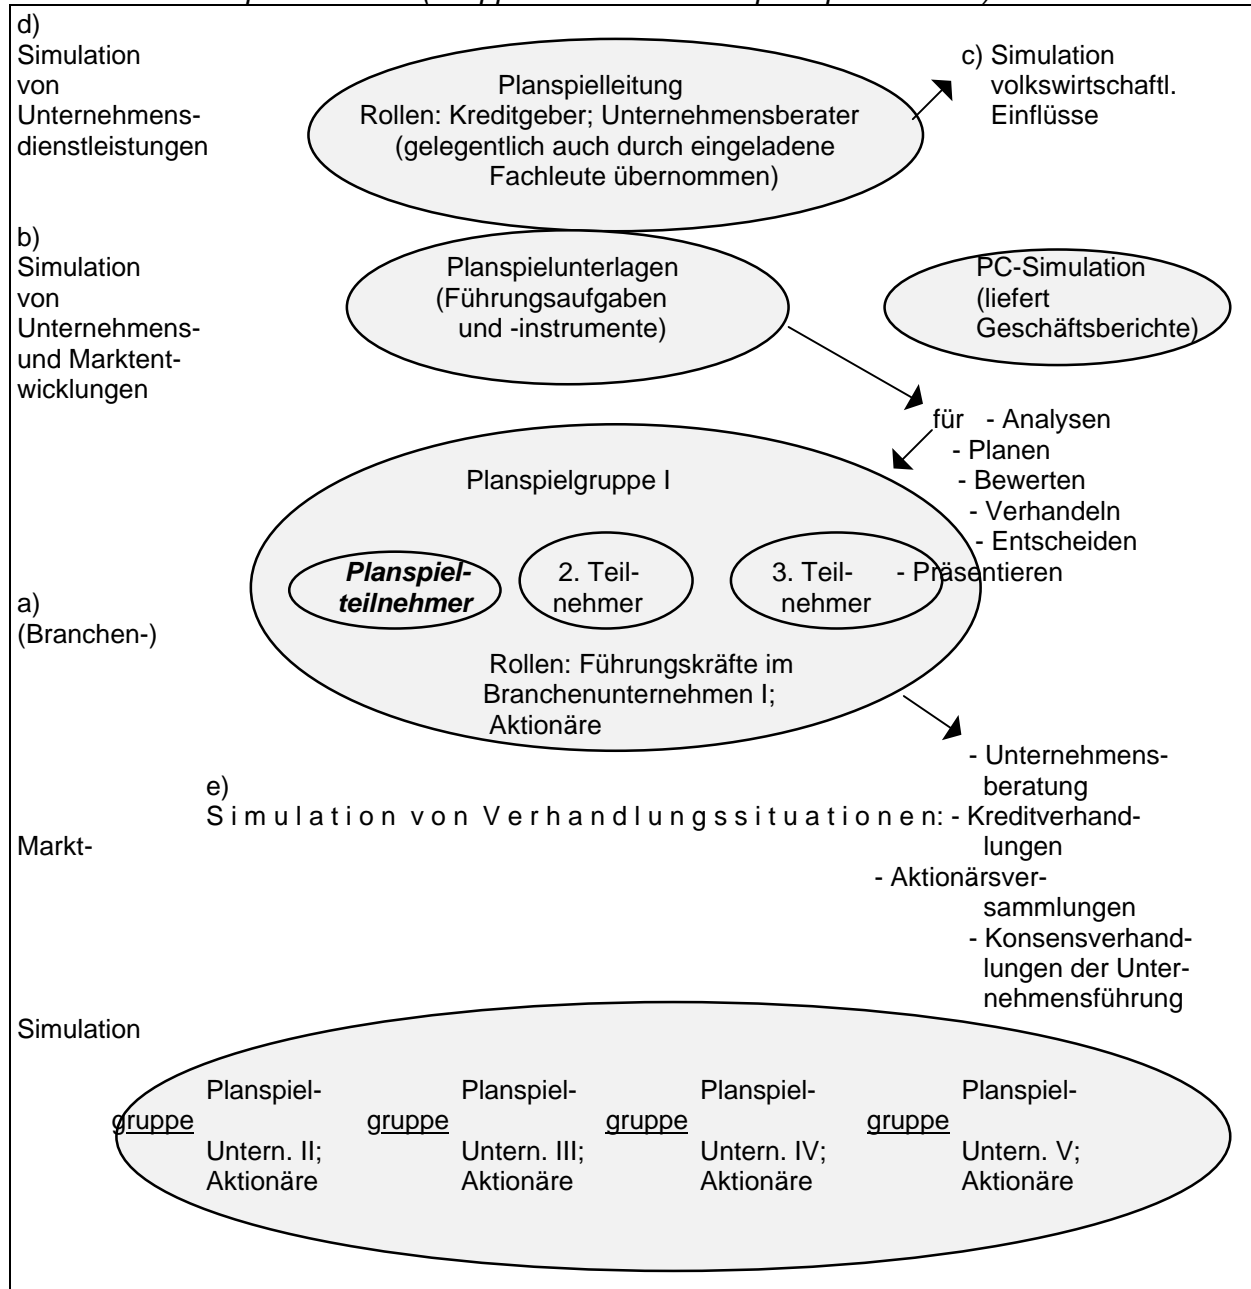 d)
Simulation
von
Unternehmens-
dienstleistungen
Planspielleitung
Rollen: Kreditgeber; Unternehmensberater
(gelegentlich auch durch eingeladene
Fachleute übernommen)
c) Simulation
volkswirtschaftl.
Einflüsse
b)
Simulation
von
Unternehmens-
und Marktent-
wicklungen
Planspielunterlagen
(Führungsaufgaben
und -instrumente)
PC-Simulation
(liefert
Geschäftsberichte)
für - Analysen
- Planen
- Bewerten
- Verhandeln
- Entscheiden
- Präsentieren
Planspielgruppe I
Planspiel-
teilnehmer
2. Teil-
nehmer
3. Teil-
nehmer
a)
(Branchen-)
Rollen: Führungskräfte im
Branchenunternehmen I;
Aktionäre
- Unternehmens-
beratung
e)
Simulation von Verhandlungssituationen: - Kreditverhand-
lungen
Markt-
- Aktionärsver-
sammlungen
- Konsensverhand-
lungen der Unter-
nehmensführung
Simulation
Planspiel- Planspiel- Planspiel- Planspiel-
gruppe gruppe gruppe gruppe
Untern. II; Untern. III; Untern. IV; Untern. V;
Aktionäre Aktionäre Aktionäre Aktionäre